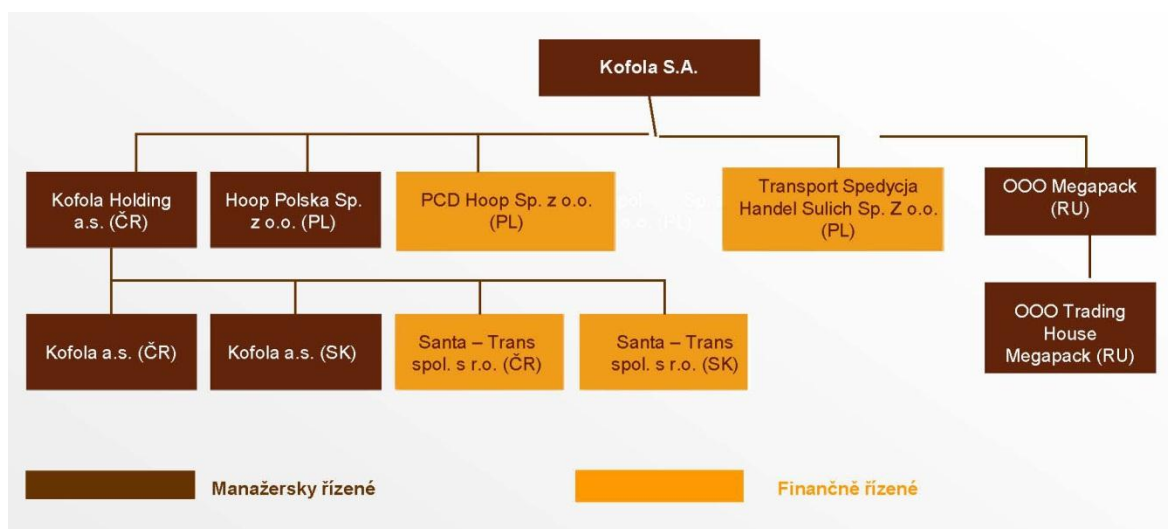 Kofola S.A.
Kofola Holding
a.s. (ČR)
Hoop Polska Sp.
z o.o. (PL)
PCD Hoop Sp. z o.o.
(PL)
Transport Spedycja
Handel Sulich Sp. Z o.o.
(PL)
OOO Megapack
(RU)
Kofola a.s. (ČR)
Kofola a.s. (SK)
Santa – Trans
spol. s r.o. (ČR)
Santa – Trans
spol. s r.o. (SK)
OOO Trading
House
Megapack (RU)
Manažersky řízené
Finančně řízené